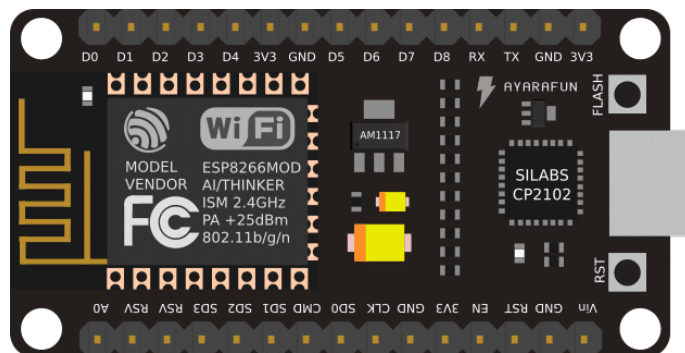 D0 D1 D2 D3 D4 3V3 GND D5 D6 D7 D8 RX TX GND 3V3
AYARAFUN
FLASH
WiFi
AM1117
MODEL
VENDOR
ESP8266MOD
AI/THINKER
ISM 2.4GHz
PA +25dBm
802.11b/g/n
FC
SILABS
CP2102
RST
A0 RSV RSV SD3 SD2 SD1 CMD SD0 CLK GND 3V3 EN RST GND Vin